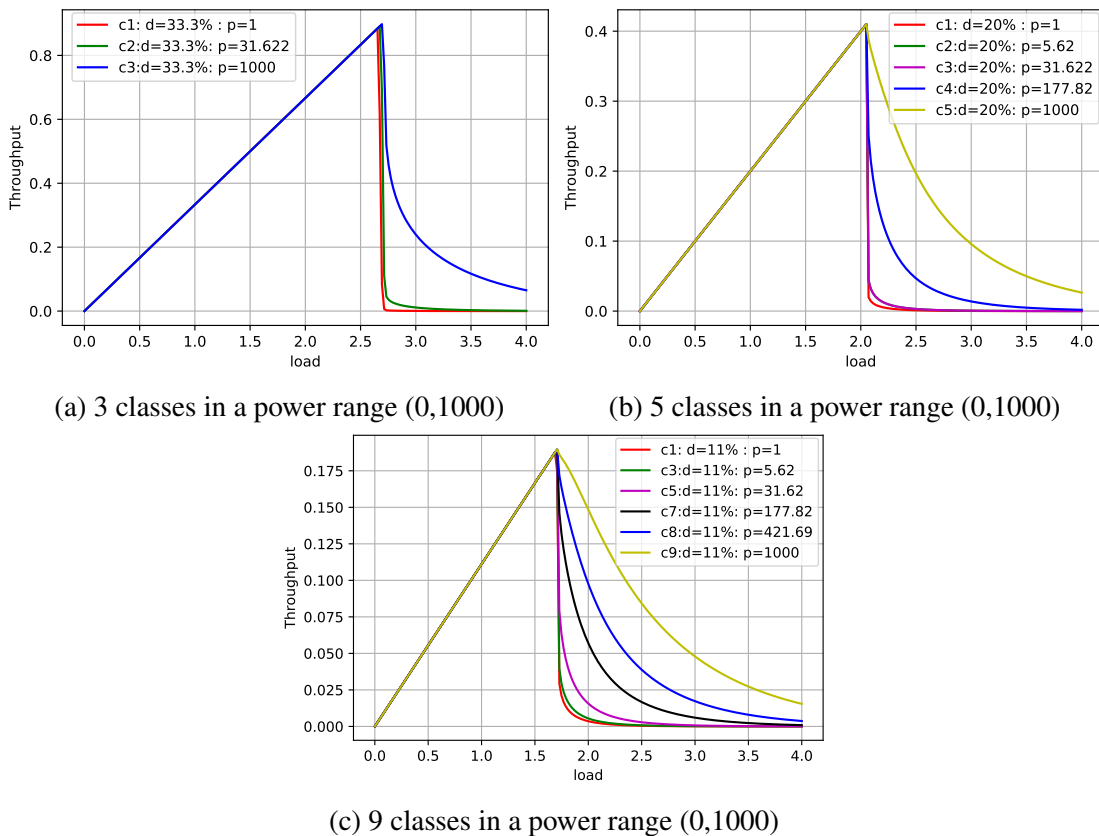 c1: d=33.3% : p=1
c2:d=33.3%: p=31.622
c3:d=33.3%: p=1000
Throughput
0.8
0.6
0.4
0.2
0.0
0.0 0.5 1.0 1.5 2.0 2.5 3.0 3.5 4.0
load
(a) 3 classes in a power range (0,1000)
c1: d=20% : p=1
c2:d=20%: p=5.62
c3:d=20%: p=31.622
c4:d=20%: p=177.82
c5:d=20%: p=1000
Throughput
0.4
0.3
0.2
0.1
0.0
0.0 0.5 1.0 1.5 2.0 2.5 3.0 3.5 4.0
load
(b) 5 classes in a power range (0,1000)
c1: d=11% : p=1
c3:d=11%: p=5.62
c5:d=11%: p=31.62
c7:d=11%: p=177.82
c8:d=11%: p=421.69
c9:d=11%: p=1000
Throughput
0.175
0.150
0.125
0.100
0.075
0.050
0.025
0.000
0.0 0.5 1.0 1.5 2.0 2.5 3.0 3.5 4.0
load
(c) 9 classes in a power range (0,1000)